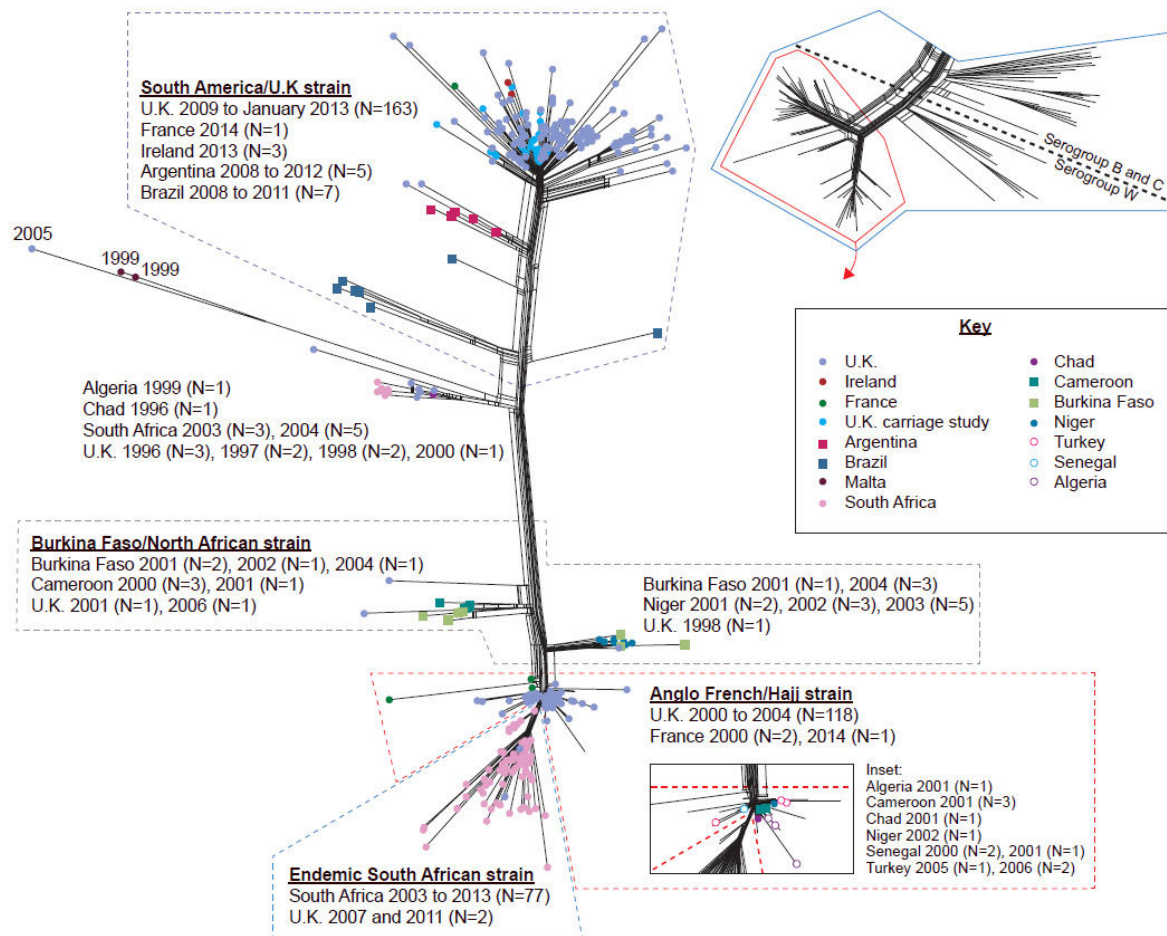 South America/U.K strain
U.K. 2009 to January 2013 (N=163)
France 2014 (N=1)
Ireland 2013 (N=3)
Argentina 2008 to 2012 (N=5)
Brazil 2008 to 2011 (N=7)
Serogroup B and C
Serogroup W
2005
1999
1999
Key
U.K.
Ireland
France
U.K. carriage study
Argentina
Brazil
Malta
South Africa
Chad
Cameroon
Burkina Faso
Niger
Turkey
Senegal
Algeria
Algeria 1999 (N=1)
Chad 1996 (N=1)
South Africa 2003 (N=3), 2004 (N=5)
U.K. 1996 (N=3), 1997 (N=2), 1998 (N=2), 2000 (N=1)
Burkina Faso/North African strain
Burkina Faso 2001 (N=2), 2002 (N=1), 2004 (N=1)
Cameroon 2000 (N=3), 2001 (N=1)
U.K. 2001 (N=1), 2006 (N=1)
Burkina Faso 2001 (N=1), 2004 (N=3)
Niger 2001 (N=2), 2002 (N=3), 2003 (N=5)
U.K. 1998 (N=1)
Anglo French/Hajj strain
U.K. 2000 to 2004 (N=118)
France 2000 (N=2), 2014 (N=1)
Inset:
Algeria 2001 (N=1)
Cameroon 2001 (N=3)
Chad 2001 (N=1)
Niger 2002 (N=1)
Senegal 2000 (N=2), 2001 (N=1)
Turkey 2005 (N=1), 2006 (N=2)
Endemic South African strain
South Africa 2003 to 2013 (N=77)
U.K. 2007 and 2011 (N=2)